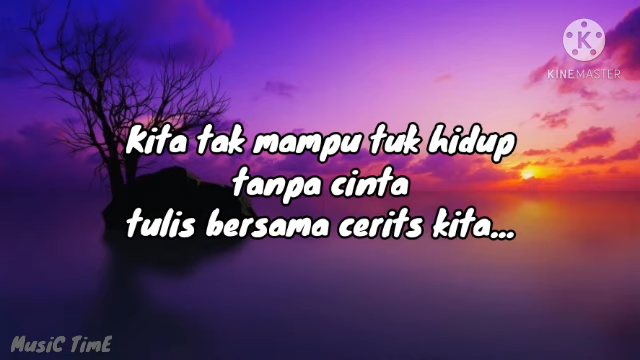 KINEMASTER
Kita tak mampu tuk hidup
tanpa cinta
tulis bersama cerits kita...
MusiC TimE